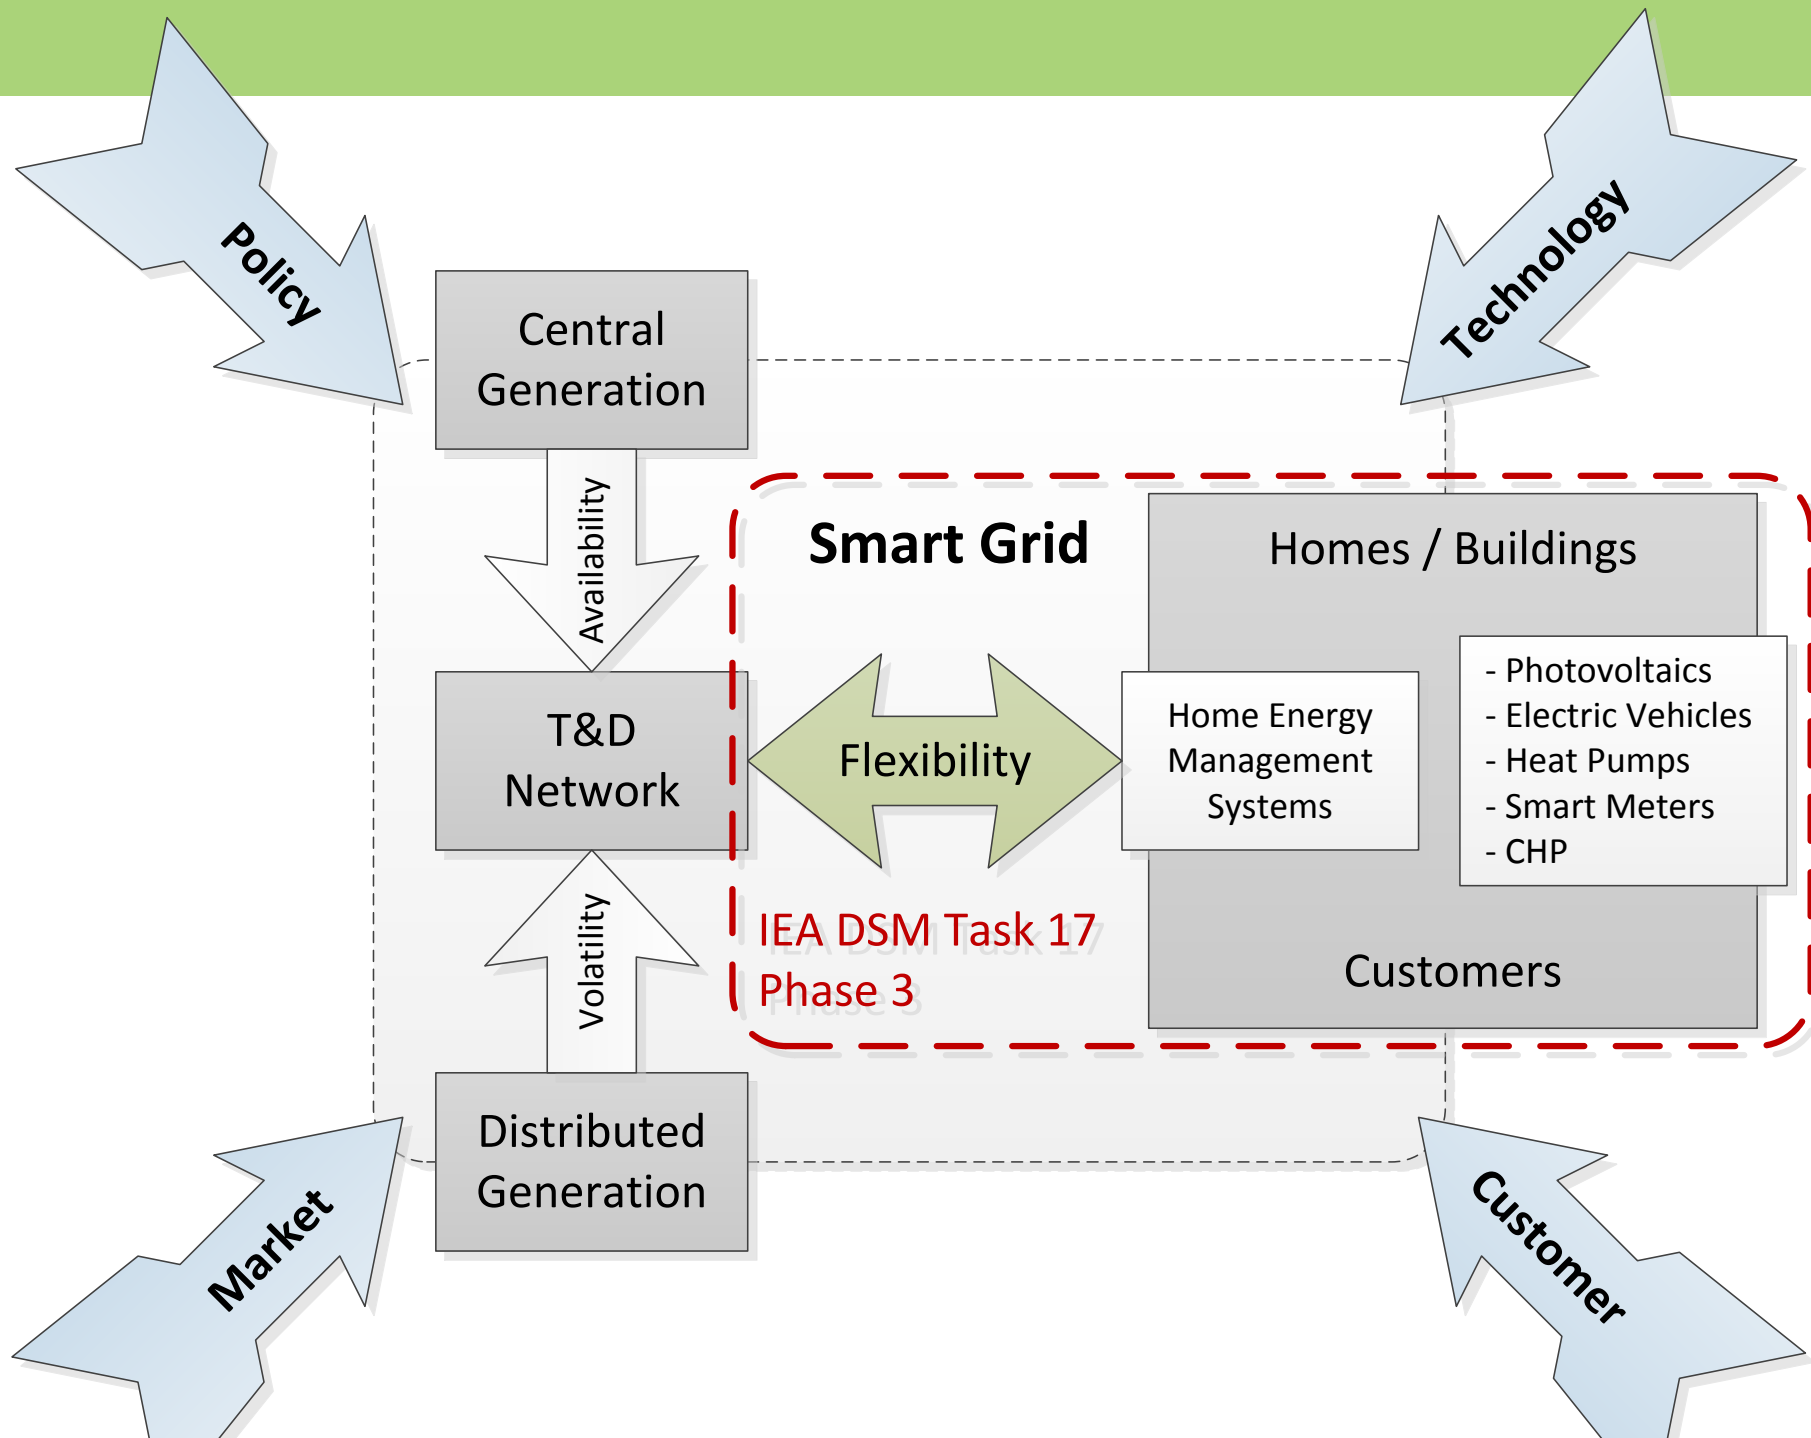 Policy
Technology
Central
Generation
Availability
Smart Grid
Homes / Buildings
T&D
Network
Flexibility
Home Energy
Management
Systems
- Photovoltaics
- Electric Vehicles
- Heat Pumps
- Smart Meters
- CHP
Volatility
IEA DSM Task 17
Phase 3
Customers
Distributed
Generation
Market
Customer